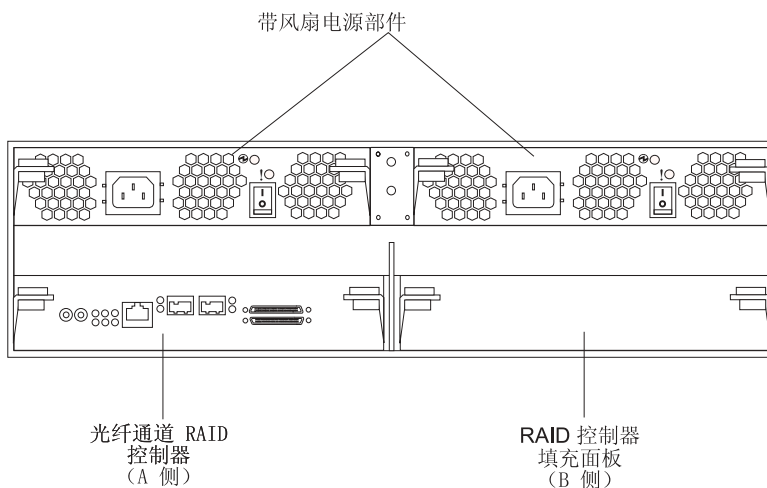 带风扇电源部件
光纤通道 RAID
控制器
（A 侧）
RAID 控制器
填充面板
（B 侧）